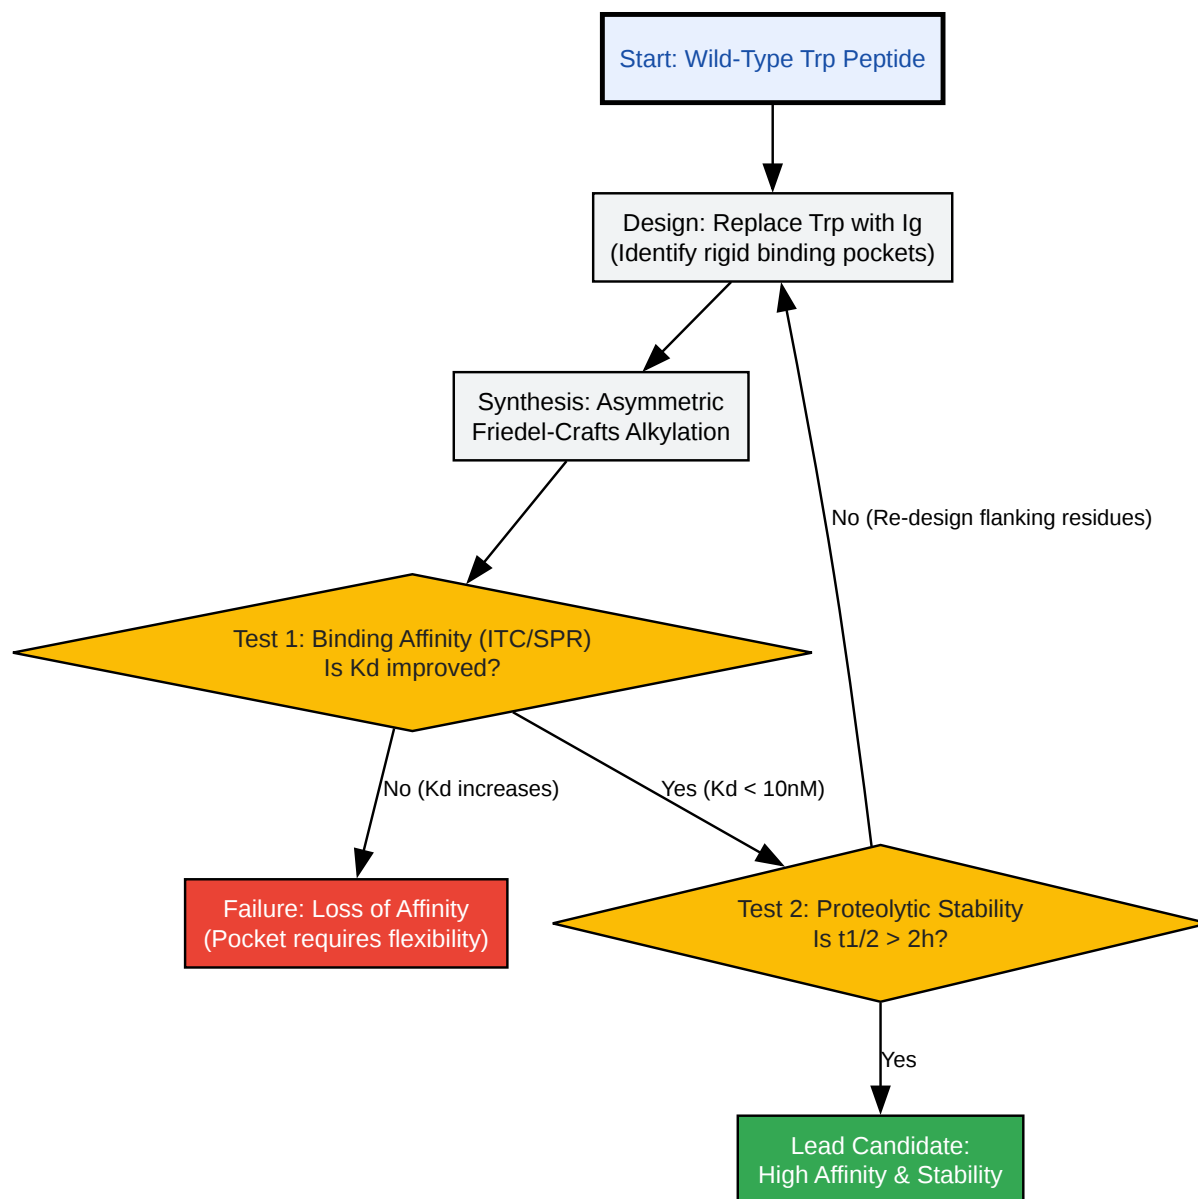 Start: Wild-Type Trp Peptide
Design: Replace Trp with Ig
(Identify rigid binding pockets)
Synthesis: Asymmetric
Friedel-Crafts Alkylation
No (Re-design flanking residues)
Test 1: Binding Affinity (ITC/SPR)
Is Kd improved?
No (Kd increases)
Yes (Kd < 10nM)
Failure: Loss of Affinity
(Pocket requires flexibility)
Test 2: Proteolytic Stability
Is t1/2 > 2h?
Yes
Lead Candidate:
High Affinity & Stability